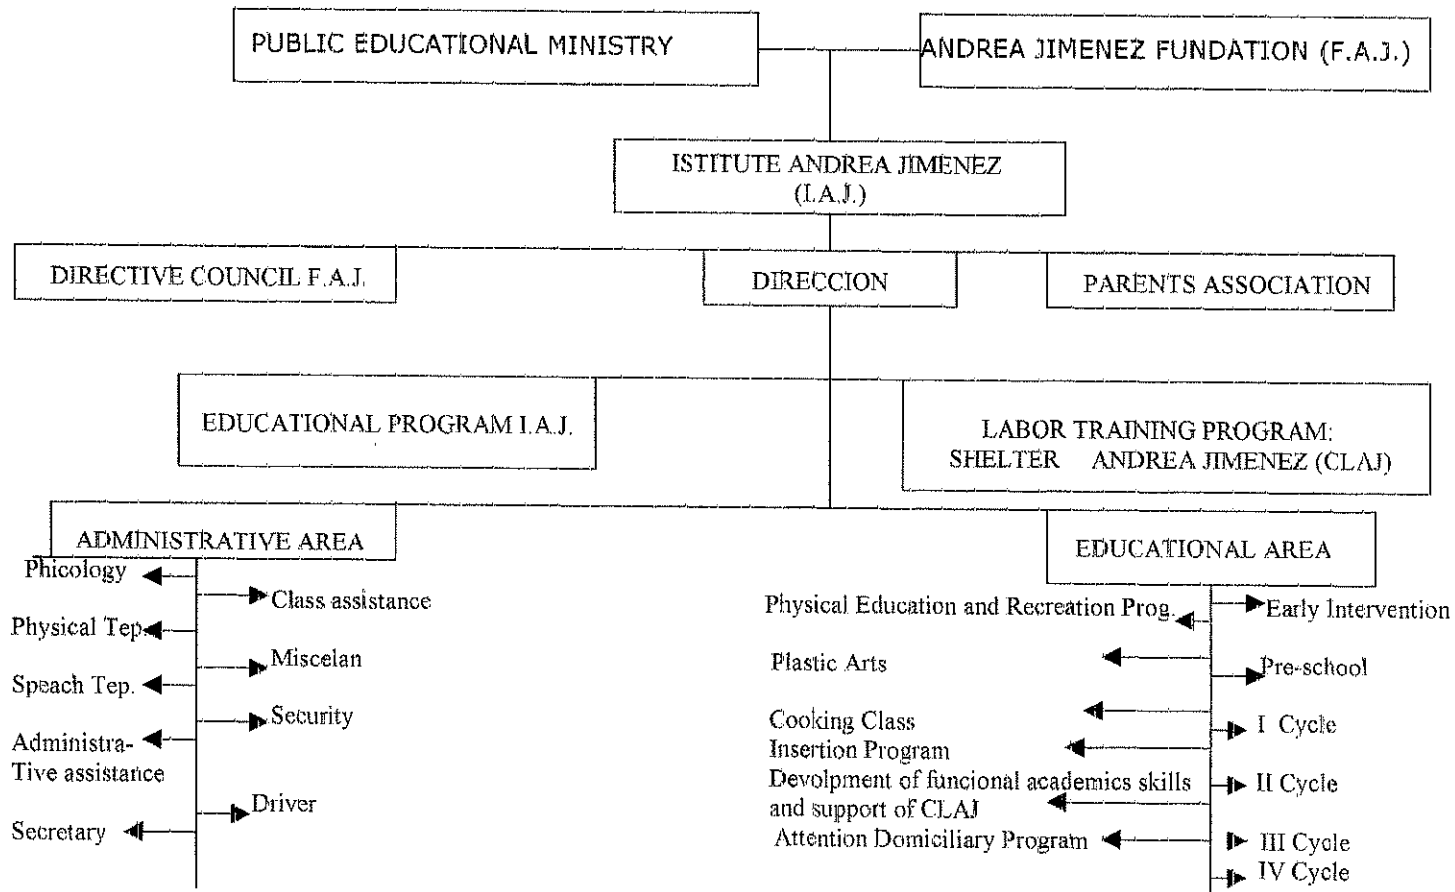 PUBLIC EDUCATIONAL MINISTRY
ANDREA JIMENEZ FUNDATION (F.A.J.)
ISTITUTE ANDREA JIMENEZ
(I.A.J.)
DIRECTIVE COUNCIL F.A.J.
DIRECCION
PARENTS ASSOCIATION
EDUCATIONAL PROGRAM I.A.J.
LABOR TRAINING PROGRAM:
SHELTER ANDREA JIMENEZ (CLAJ)
ADMINISTRATIVE AREA
Phicology
Class assistance
Physical Tep.
Miscelan
Speach Tep.
Security
Administra-
Tive assistance
Driver
Secretary
EDUCATIONAL AREA
Physical Education and Recreation Prog.
Early Intervention
Plastic Arts
Pre-school
Cooking Class
I Cycle
Insertion Program
Devolpment of funcional academics skills
and support of CLAJ
II Cycle
Attention Domiciliary Program
III Cycle
IV Cycle